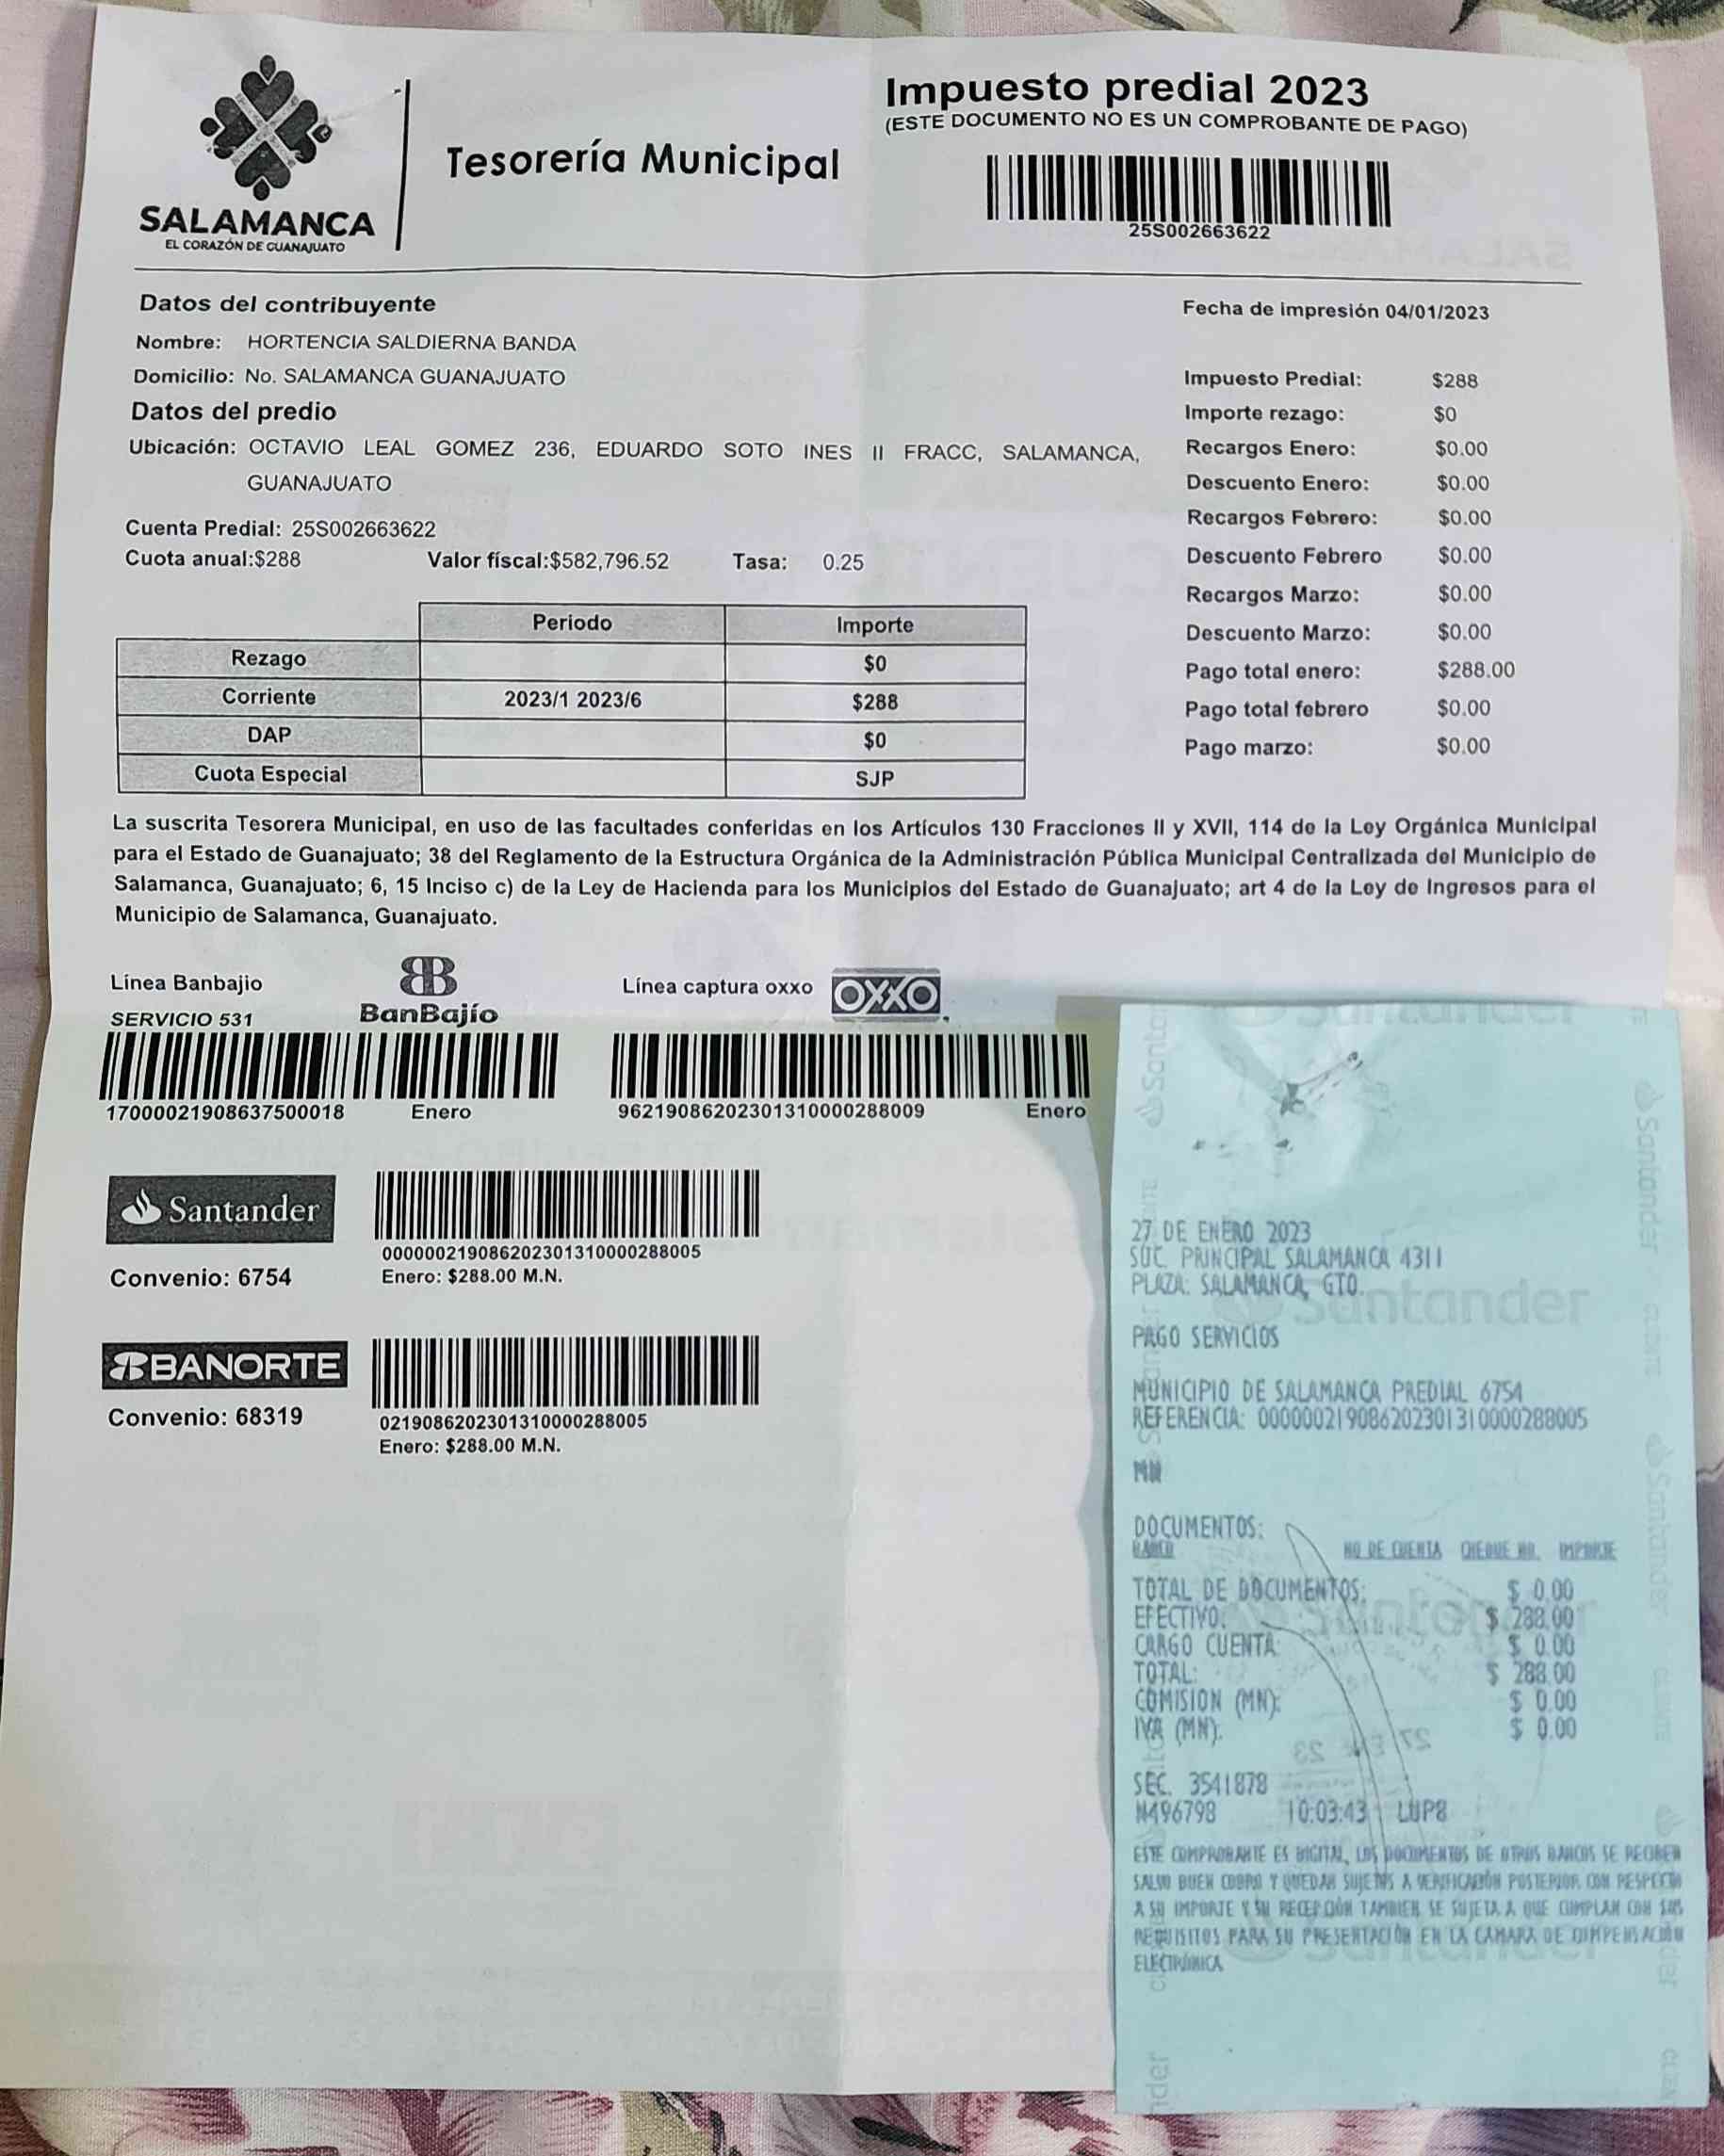 SALAMANCA
EL CORAZÓN DE GUANAJUATO
Tesorería Municipal
Impuesto predial 2023
(ESTE DOCUMENTO NO ES UN COMPROBANTE DE PAGO)
25S002663622
Datos del contribuyente
Nombre: HORTENCIA SALDIERNA BANDA
Domicilio: No. SALAMANCA GUANAJUATO
Datos del predio
Ubicación: OCTAVIO LEAL GOMEZ 236, EDUARDO SOTO INES II FRACC, SALAMANCA,
GUANAJUATO
Cuenta Predial: 25S002663622
Cuota anual:$288 Valor físcal:$582,796.52 Tasa: 0.25
Periodo Importe
Rezago $0
Corriente 2023/1 2023/6 $288
DAP $0
Cuota Especial SJP
Fecha de impresión 04/01/2023
Impuesto Predial: $288
Importe rezago: $0
Recargos Enero: $0.00
Descuento Enero: $0.00
Recargos Febrero: $0.00
Descuento Febrero $0.00
Recargos Marzo: $0.00
Descuento Marzo: $0.00
Pago total enero: $288.00
Pago total febrero $0.00
Pago marzo: $0.00
La suscrita Tesorera Municipal, en uso de las facultades conferidas en los Artículos 130 Fracciones II y XVII, 114 de la Ley Orgánica Municipal
para el Estado de Guanajuato; 38 del Reglamento de la Estructura Orgánica de la Administración Pública Municipal Centralizada del Municipio de
Salamanca, Guanajuato; 6, 15 Inciso c) de la Ley de Hacienda para los Municipios del Estado de Guanajuato; art 4 de la Ley de Ingresos para el
Municipio de Salamanca, Guanajuato.
Línea Banbajio
SERVICIO 531
BanBajío
17000021908637500018 Enero
Línea captura oxxo
OXXO
96219086202301310000288009 Enero
Santander
Convenio: 6754
000000219086202301310000288005
Enero: $288.00 M.N.
BANORTE
Convenio: 68319
0219086202301310000288005
Enero: $288.00 M.N.
27 DE ENERO 2023
SUC. PRINCIPAL SALAMANCA 4311
PLAZA: SALAMANCA, GTO.
Santander
PAGO SERVICIOS
MUNICIPIO DE SALAMANCA PREDIAL 6754
REFERENCIA: 000000219086202301310000288005
MN
DOCUMENTOS:
BANCO NO DE CUENTA CHEQUE NO. IMPORTE
TOTAL DE DOCUMENTOS: $ 0.00
EFECTIVO: $ 288.00
CARGO CUENTA: $ 0.00
TOTAL: $ 288.00
COMISION (MN): $ 0.00
IVA (MN): $ 0.00
SEC. 3541878
N496798 10:03:43 LUP8
ESTE COMPROBANTE ES DIGITAL, LOS DOCUMENTOS DE OTROS BANCOS SE RECIBEN
SALVO BUEN COBRO Y QUEDAN SUJETOS A VERIFICACIÓN POSTERIOR CON RESPECTO
A SU IMPORTE Y SU RECEPCIÓN TAMBIEN SE SUJETA A QUE CUMPLAN CON LOS
REQUISITOS PARA SU PRESENTACIÓN EN LA CAMARA DE COMPENSACIÓN
ELECTRÓNICA